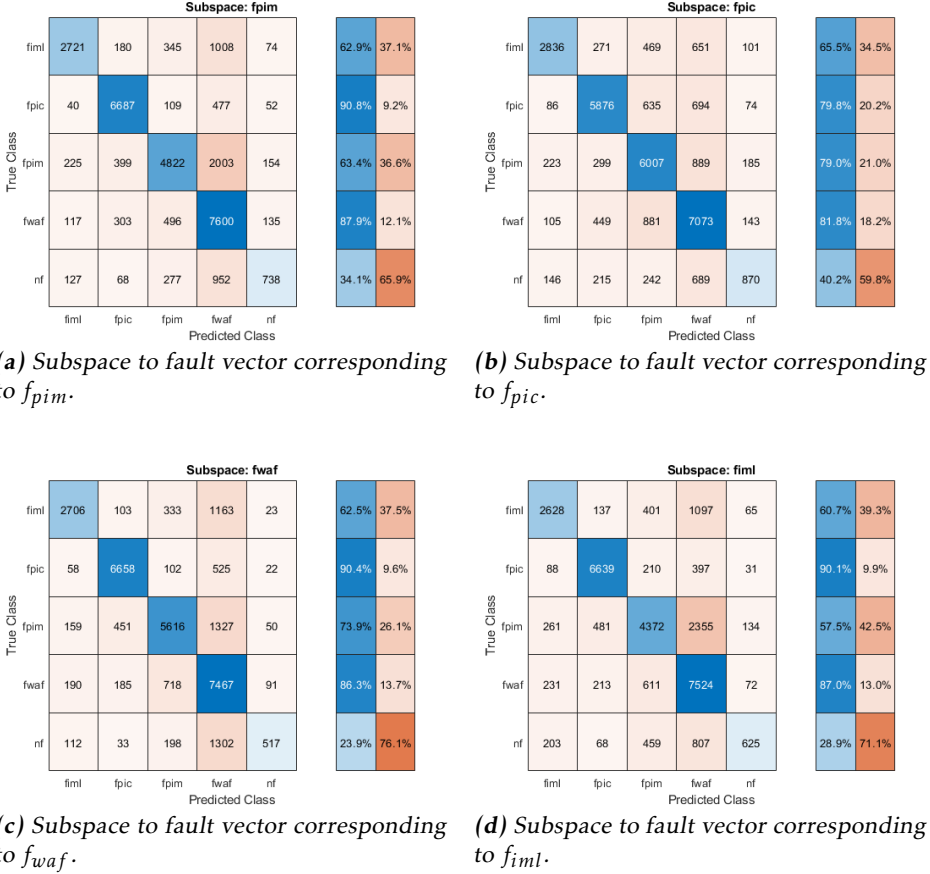 Subspace: fpim
fiml 2721 180 345 1008 74 62.9% 37.1%
fpic 40 6687 109 477 52 90.8% 9.2%
fpim 225 399 4822 2003 154 63.4% 36.6%
fwaf 117 303 496 7600 135 87.9% 12.1%
nf 127 68 277 952 738 34.1% 65.9%
True Class
fiml fpic fpim fwaf nf
Predicted Class
(a) Subspace to fault vector corresponding
to fpim.
Subspace: fpic
fiml 2836 271 469 651 101 65.5% 34.5%
fpic 86 5876 635 694 74 79.8% 20.2%
fpim 223 299 6007 889 185 79.0% 21.0%
fwaf 105 449 881 7073 143 81.8% 18.2%
nf 146 215 242 689 870 40.2% 59.8%
True Class
fiml fpic fpim fwaf nf
Predicted Class
(b) Subspace to fault vector corresponding
to fpic.
Subspace: fwaf
fiml 2706 103 333 1163 23 62.5% 37.5%
fpic 58 6658 102 525 22 90.4% 9.6%
fpim 159 451 5616 1327 50 73.9% 26.1%
fwaf 190 185 718 7467 91 86.3% 13.7%
nf 112 33 198 1302 517 23.9% 76.1%
True Class
fiml fpic fpim fwaf nf
Predicted Class
(c) Subspace to fault vector corresponding
to fwaf.
Subspace: fiml
fiml 2628 137 401 1097 65 60.7% 39.3%
fpic 88 6639 210 397 31 90.1% 9.9%
fpim 261 481 4372 2355 134 57.5% 42.5%
fwaf 231 213 611 7524 72 87.0% 13.0%
nf 203 68 459 807 625 28.9% 71.1%
True Class
fiml fpic fpim fwaf nf
Predicted Class
(d) Subspace to fault vector corresponding
to fiml.